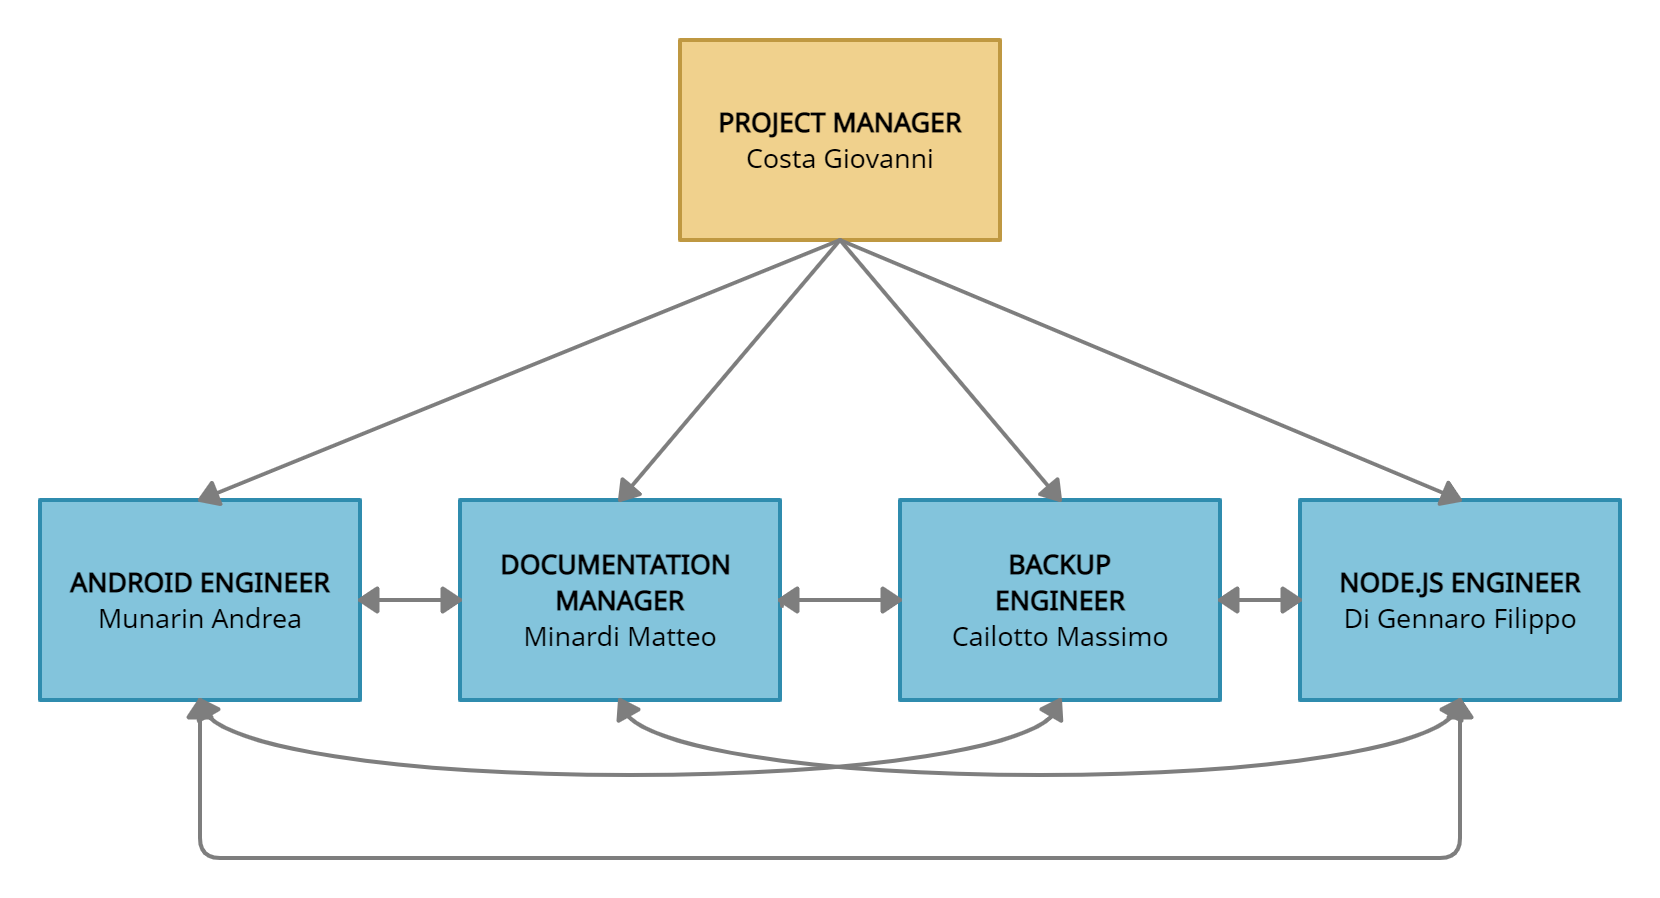 PROJECT MANAGER
Costa Giovanni
ANDROID ENGINEER
Munarin Andrea
DOCUMENTATION
MANAGER
Minardi Matteo
BACKUP
ENGINEER
Cailotto Massimo
NODE.JS ENGINEER
Di Gennaro Filippo